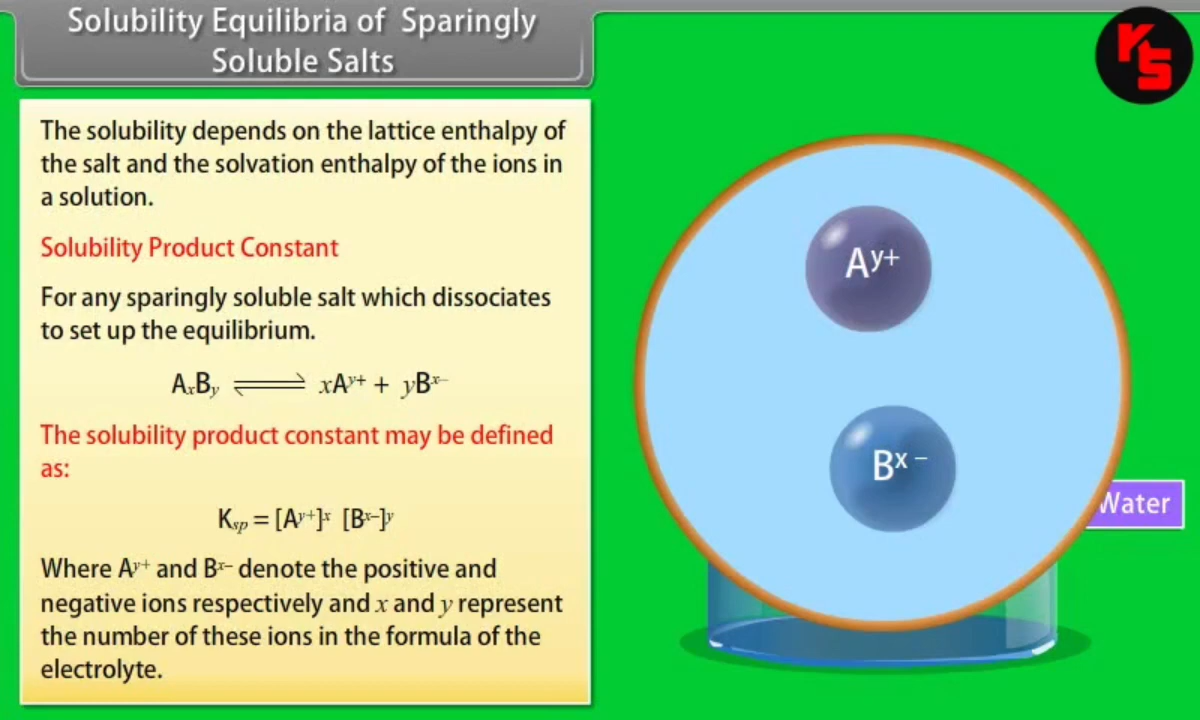 Solubility Equilibria of Sparingly
Soluble Salts
The solubility depends on the lattice enthalpy of
the salt and the solvation enthalpy of the ions in
a solution.
Solubility Product Constant
For any sparingly soluble salt which dissociates
to set up the equilibrium.
AₓBᵧ ⇌ xAʸ⁺ + yBˣ⁻
The solubility product constant may be defined
as:
Kₛₚ = [Aʸ⁺]ˣ [Bˣ⁻]ʸ
Where Aʸ⁺ and Bˣ⁻ denote the positive and
negative ions respectively and x and y represent
the number of these ions in the formula of the
electrolyte.
KS
Aʸ⁺
Bˣ⁻
Water